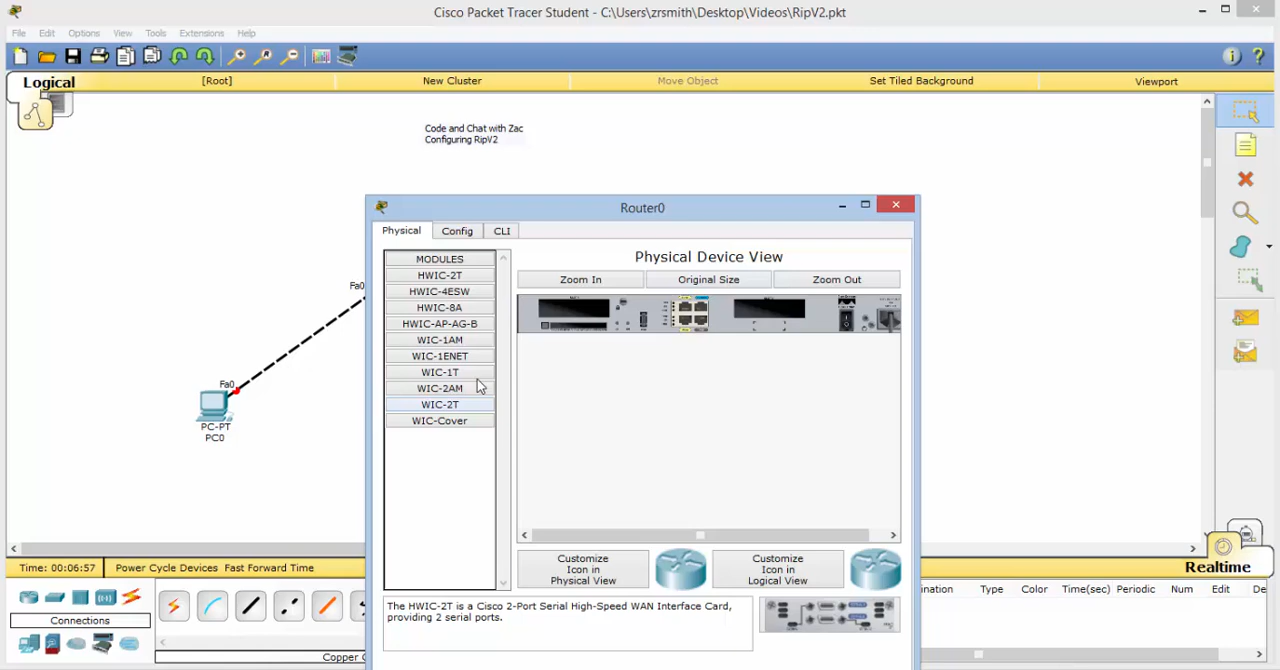 Cisco Packet Tracer Student - C:\Users\zrsmith\Desktop\Videos\RipV2.pkt
File Edit Options View Tools Extensions Help
Logical [Root] New Cluster Move Object Set Tiled Background Viewport
Code and Chat with Zac
Configuring RipV2
Router0
Physical Config CLI
MODULES
HWIC-2T
HWIC-4ESW
HWIC-8A
HWIC-AP-AG-B
WIC-1AM
WIC-1ENET
WIC-1T
WIC-2AM
WIC-2T
WIC-Cover
Physical Device View
Zoom In Original Size Zoom Out
Fa0
Fa0
PC-PT
PC0
Customize
Icon in
Physical View
Customize
Icon in
Logical View
The HWIC-2T is a Cisco 2-Port Serial High-Speed WAN Interface Card,
providing 2 serial ports.
Time: 00:06:57 Power Cycle Devices Fast Forward Time
Realtime
Connections
Copper C
ination Type Color Time(sec) Periodic Num Edit De